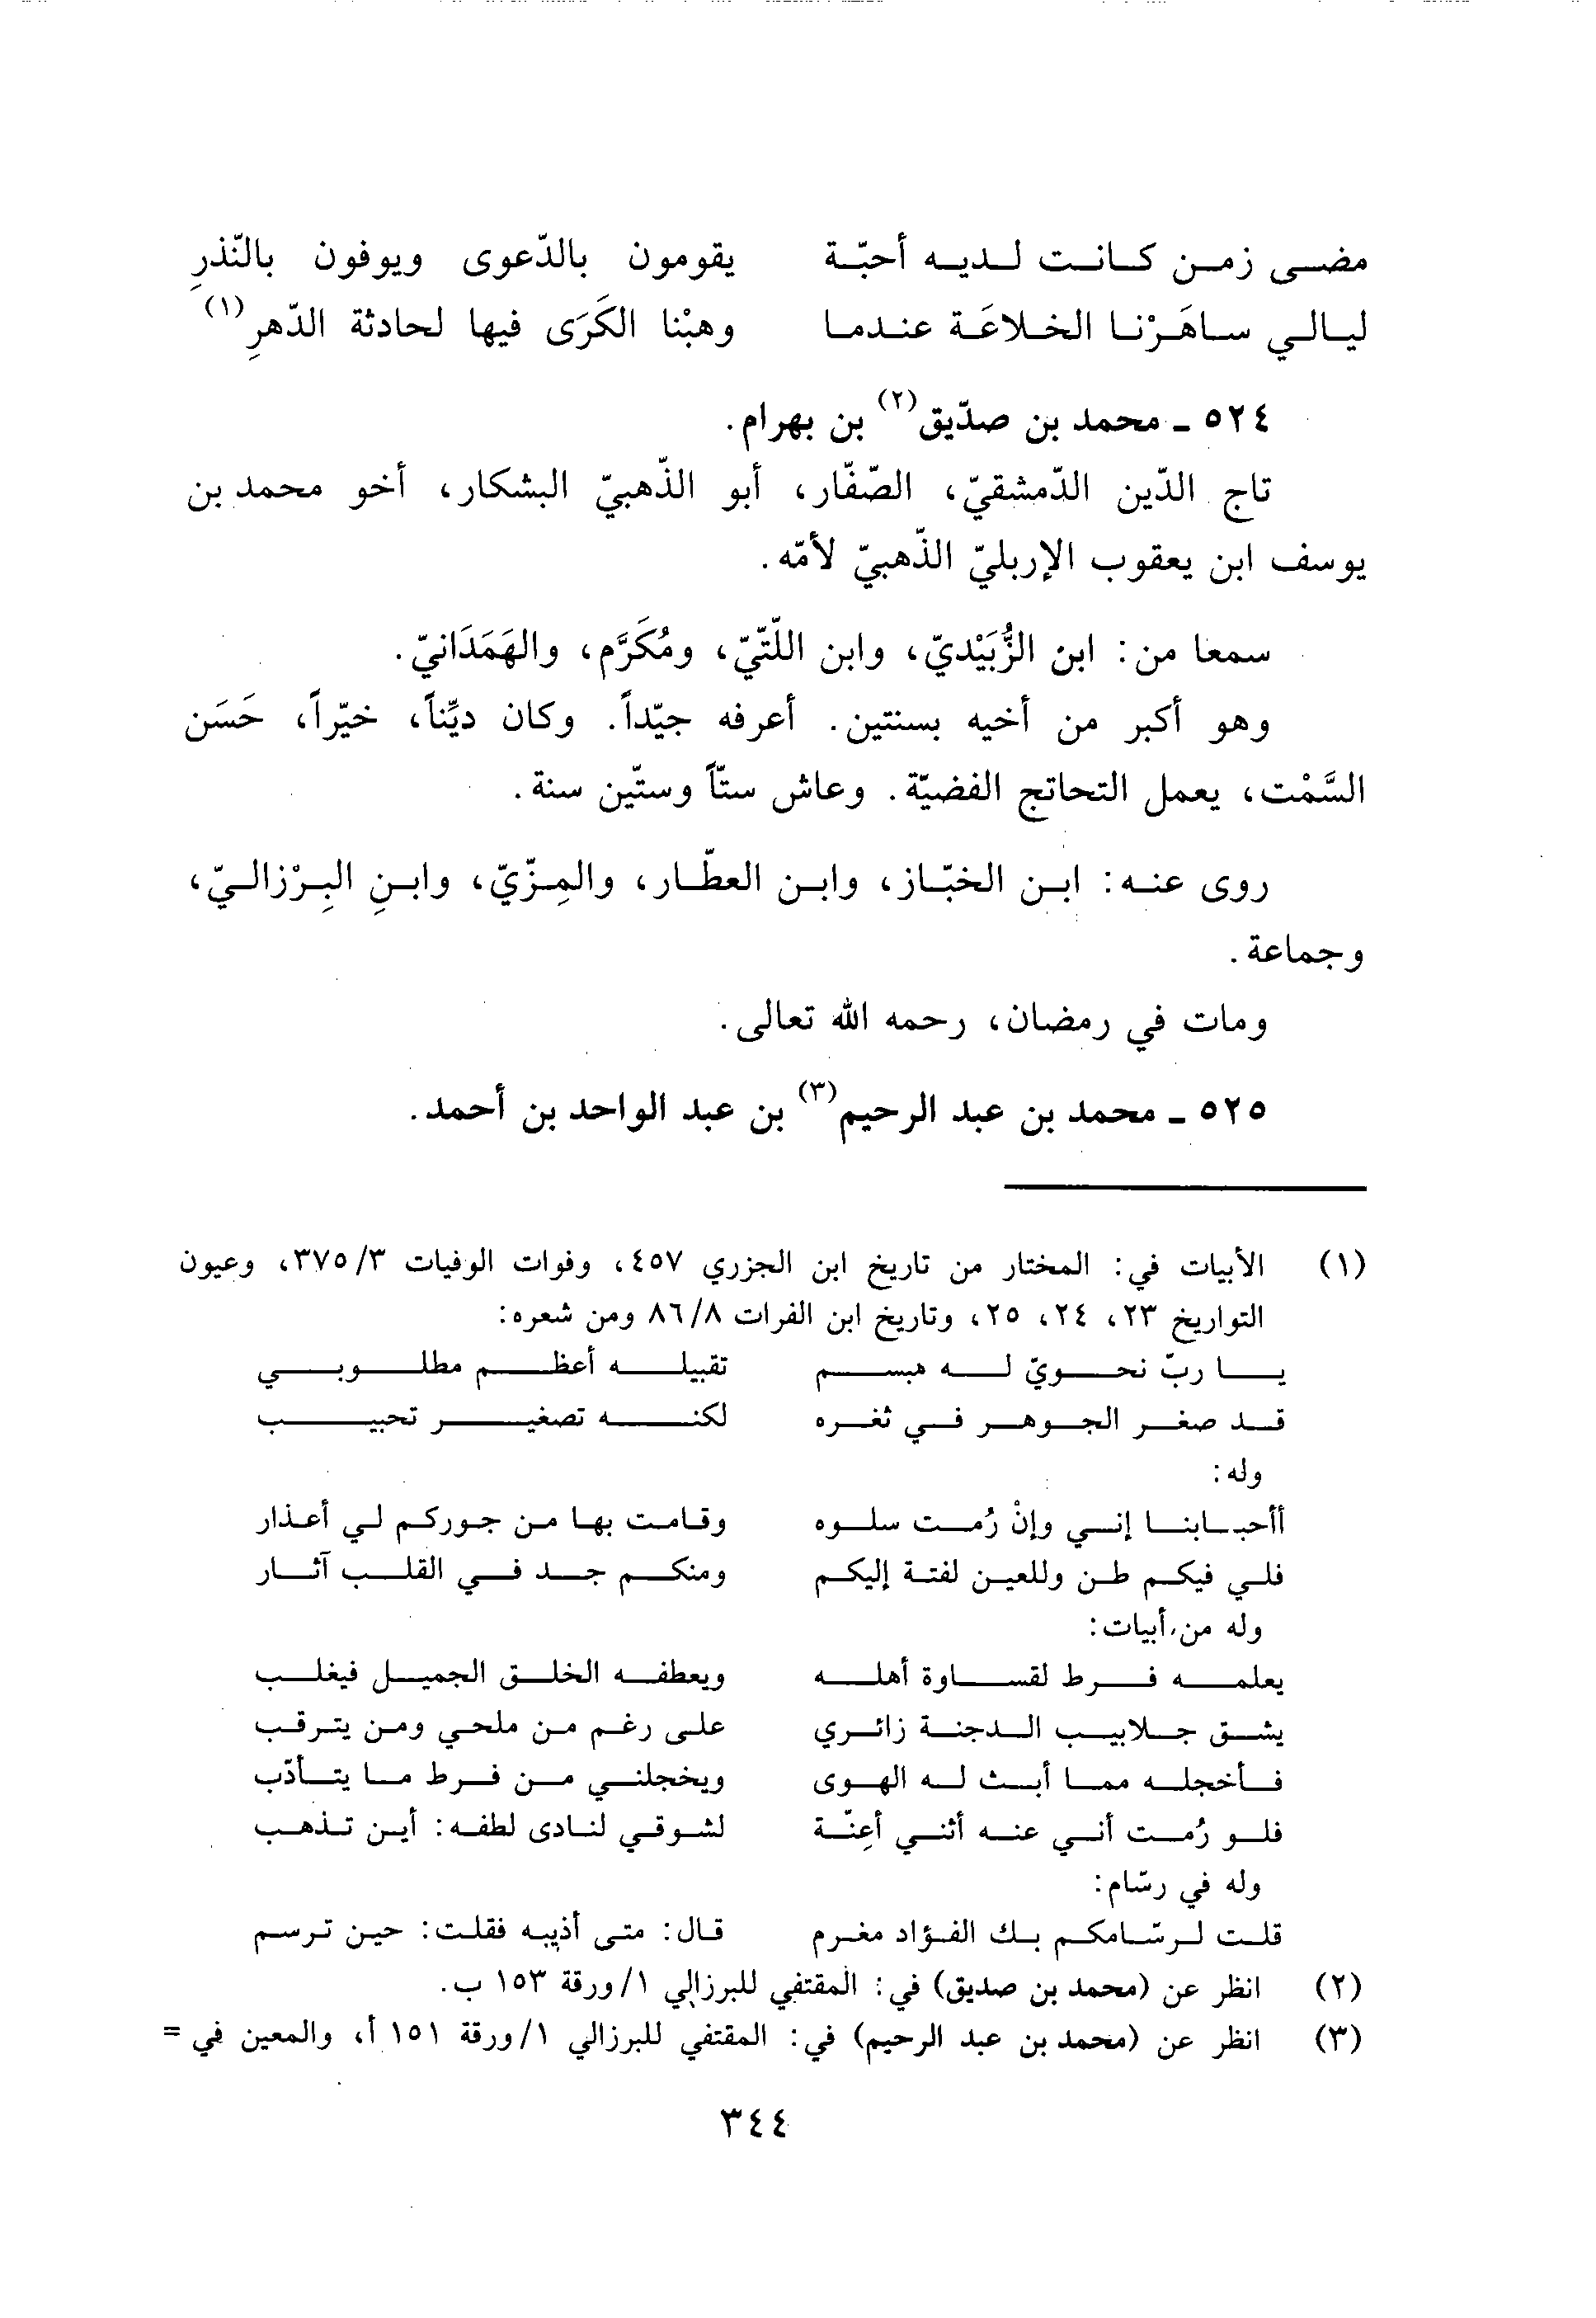 مضى زمن كانت لديه أحبّة يقومون بالدّعوى ويوفون بالنّذرِ
ليالي ساهَرْنا الخلاعَة عندما وهبْنا الكَرَى فيها لحادثة الدّهرِ(١)
٥٢٤ ـ محمد بن صدّيق(٢) بن بهرام.
تاج الدّين الدّمشقيّ، الصّفّار، أبو الذّهبيّ البشكار، أخو محمد بن
يوسف ابن يعقوب الإربليّ الذّهبيّ لأمّه.
سمعا من: ابن الزُّبَيْديّ، وابن اللّتّيّ، ومُكَرَّم، والهَمَدَانيّ.
وهو أكبر من أخيه بسنتين. أعرفه جيّداً. وكان ديِّناً، خيّراً، حَسَن
السَّمْت، يعمل التحاتج الفضيّة. وعاش ستّاً وستّين سنة.
روى عنه: ابن الخبّاز، وابن العطّار، والمِزّيّ، وابنِ البِرْزاليّ،
وجماعة.
ومات في رمضان، رحمه الله تعالى.
٥٢٥ ـ محمد بن عبد الرحيم(٣) بن عبد الواحد بن أحمد.
(١) الأبيات في: المختار من تاريخ ابن الجزري ٤٥٧، وفوات الوفيات ٣/٣٧٥، وعيون
التواريخ ٢٣، ٢٤، ٢٥، وتاريخ ابن الفرات ٨/٨٦ ومن شعره:
يا ربّ نحويّ له مبسم تقبيله أعظم مطلوبي
قد صغر الجوهر في ثغره لكنه تصغير تحبيب
وله:
أأحبابنا إني وإنْ رُمت سلوه وقامت بها من جوركم لي أعذار
فلي فيكم طن وللعين لفتة إليكم ومنكم جد في القلب آثار
وله من أبيات:
يعلمه فرط لقساوة أهله ويعطفه الخلق الجميل فيغلب
يشق جلابيب الدجنة زائري على رغم من ملحي ومن يترقب
فأخجله مما أبث له الهوى ويخجلني من فرط ما يتأدّب
فلو رُمت أني عنه أثني أعِنّة لشوقي لنادى لطفه: أين تذهب
وله في رسّام:
قلت لرسّامكم بك الفؤاد مغرم قال: متى أذيبه فقلت: حين ترسم
(٢) انظر عن (محمد بن صديق) في: المقتفي للبرزالي ١/ورقة ١٥٣ ب.
(٣) انظر عن (محمد بن عبد الرحيم) في: المقتفي للبرزالي ١/ورقة ١٥١ أ، والمعين في =
٣٤٤